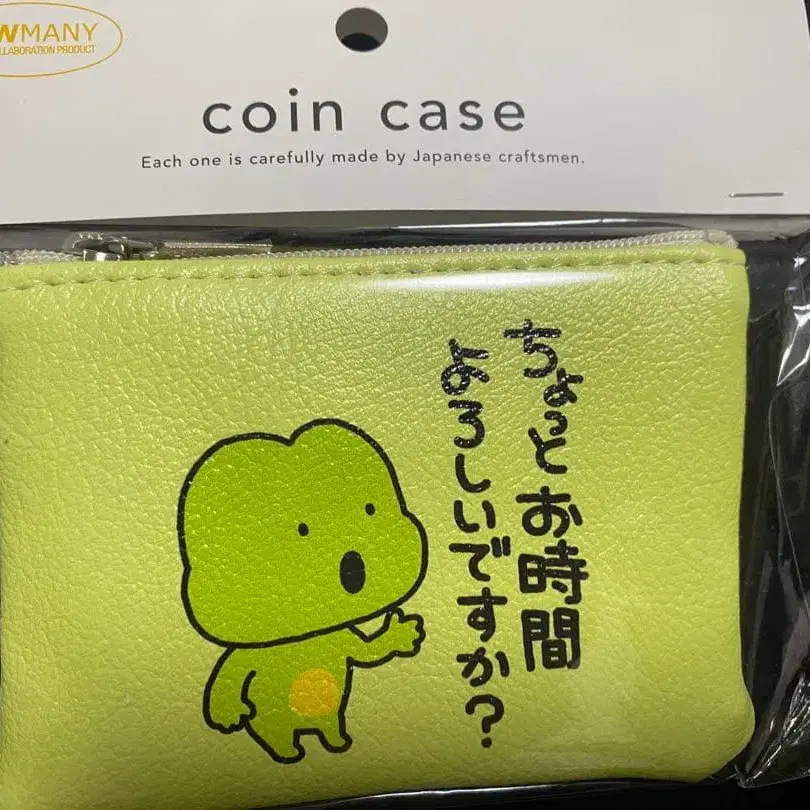 WMANY
LLABORATION PRODUCT
coin case
Each one is carefully made by Japanese craftsmen.
ちょっとお時間
よろしいですか?